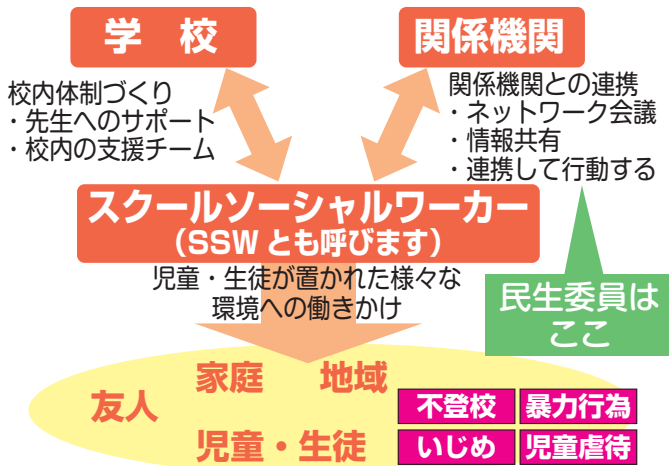 学 校
関係機関
校内体制づくり
・先生へのサポート
・校内の支援チーム
関係機関との連携
・ネットワーク会議
・情報共有
・連携して行動する
スクールソーシャルワーカー
（SSW とも呼びます）
児童・生徒が置かれた様々な
環境への働きかけ
民生委員は
ここ
家庭
地域
友人
児童・生徒
不登校
暴力行為
いじめ
児童虐待